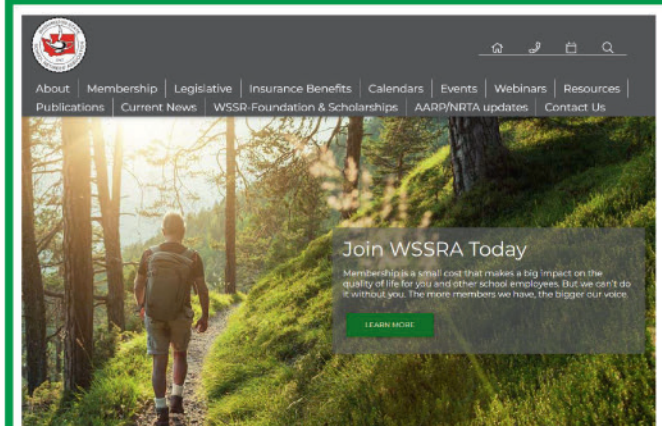 About | Membership | Legislative | Insurance Benefits | Calendars | Events | Webinars | Resources |
Publications | Current News | WSSR-Foundation & Scholarships | AARP/NRTA updates | Contact Us
Join WSSRA Today
Membership is a small cost that makes a big impact on the
quality of life for you and other school employees. But we can't do
it without you. The more members we have, the bigger our voice.
LEARN MORE